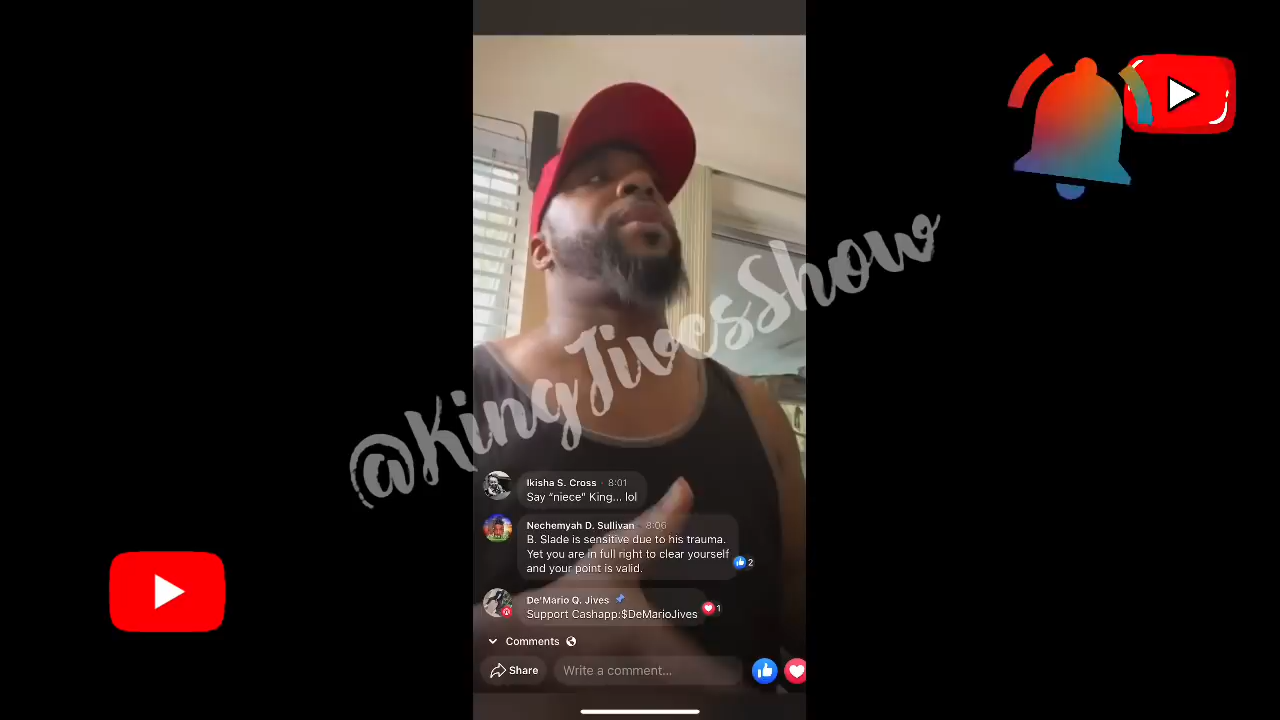 @KingJivesShow
Ikisha S. Cross · 8:01
Say “niece” King... lol
Nechemyah D. Sullivan · 8:06
B. Slade is sensitive due to his trauma.
Yet you are in full right to clear yourself
and your point is valid.
2
De’Mario Q. Jives
Support Cashapp:$DeMarioJives
1
Comments
Share
Write a comment...